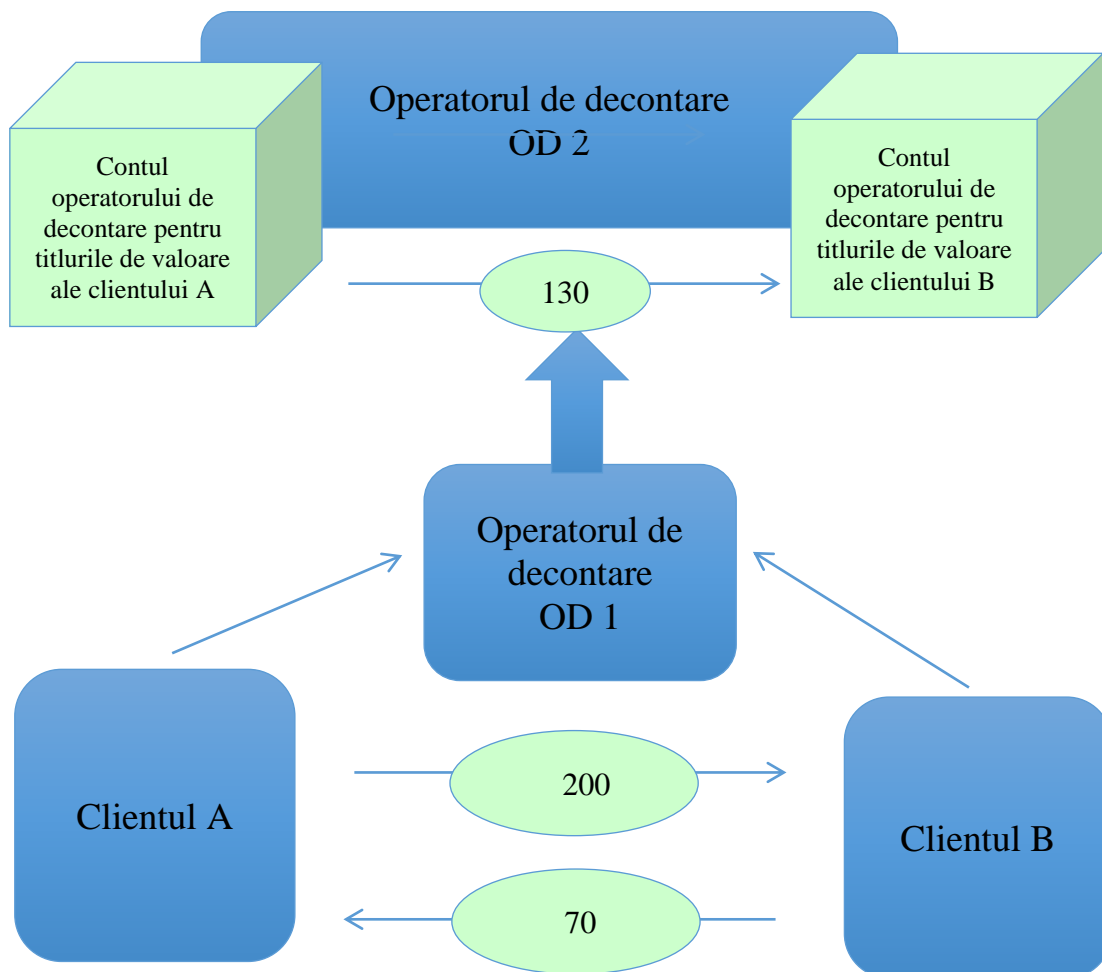 Operatorul de decontare
OD 2
Contul
operatorului de
decontare pentru
titlurile de valoare
ale clientului A
Contul
operatorului de
decontare pentru
titlurile de valoare
ale clientului B
130
Operatorul de
decontare
OD 1
Clientul A
200
Clientul B
70